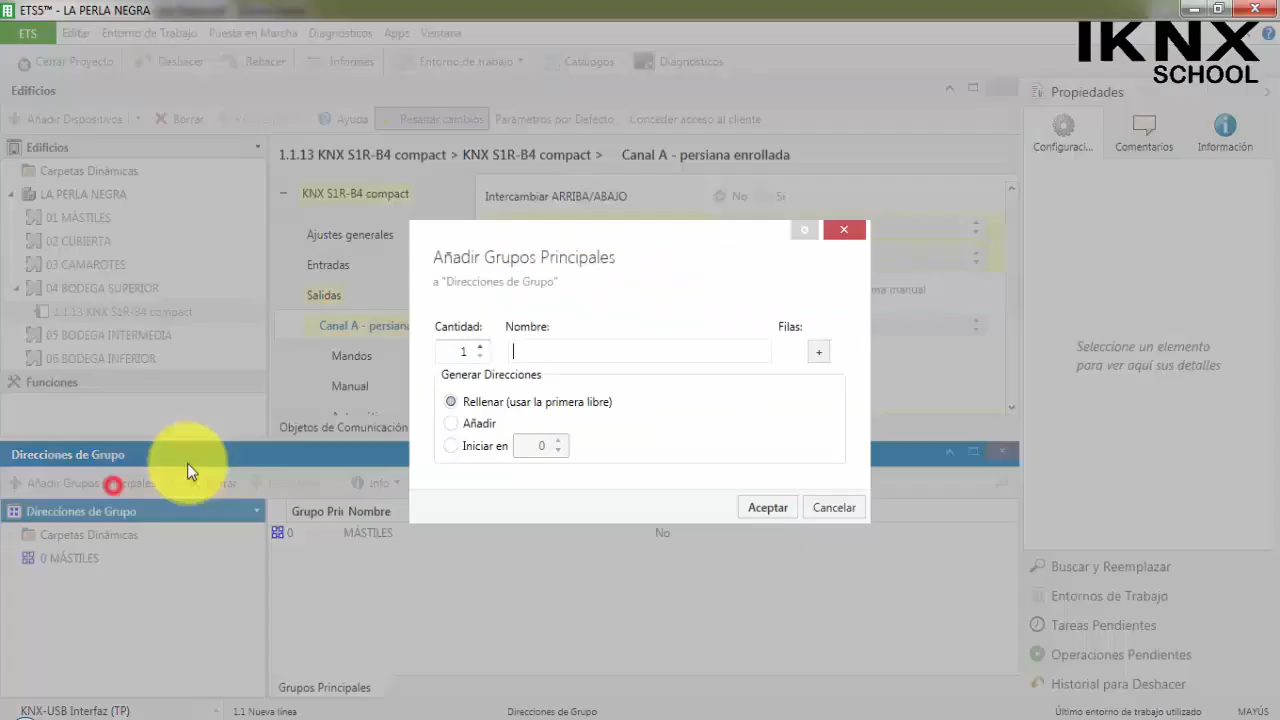 ETS5™ - LA PERLA NEGRA
ETS Editar Entorno de Trabajo Puesta en Marcha Diagnósticos Apps Ventana
IKNX
SCHOOL
Cerrar Proyecto Deshacer Rehacer Informes Entorno de trabajo Catálogos Diagnósticos
Edificios
Propiedades
Añadir Dispositivos Borrar Ayuda Resaltar cambios Parámetros por Defecto Conceder acceso al cliente
Configuraci... Comentarios Información
Edificios
1.1.13 KNX S1R-B4 compact > KNX S1R-B4 compact > Canal A - persiana enrollada
Carpetas Dinámicas
LA PERLA NEGRA
KNX S1R-B4 compact
Intercambiar ARRIBA/ABAJO No Si
01 MÁSTILES
02 CUBIERTA
Ajustes generales
03 CAMAROTES
Entradas
04 BODEGA SUPERIOR
Salidas
ma manual
1.1.13 KNX S1R-B4 compact
Canal A - persiana
05 BODEGA INTERMEDIA
Mandos
06 BODEGA INFERIOR
Funciones
Manual
Objetos de Comunicación
Seleccione un elemento
para ver aquí sus detalles
Añadir Grupos Principales
a "Direcciones de Grupo"
Cantidad: Nombre: Filas:
1 +
Generar Direcciones
Rellenar (usar la primera libre)
Añadir
Iniciar en 0
Aceptar Cancelar
Direcciones de Grupo
Info
Direcciones de Grupo
Grupo Pri Nombre
Carpetas Dinámicas
0 MÁSTILES No
0 MÁSTILES
Grupos Principales
Buscar y Reemplazar
Entornos de Trabajo
Tareas Pendientes
Operaciones Pendientes
Historial para Deshacer
KNX-USB Interfaz (TP) 1.1 Nueva línea Direcciones de Grupo Último entorno de trabajo utilizado MAYÚS